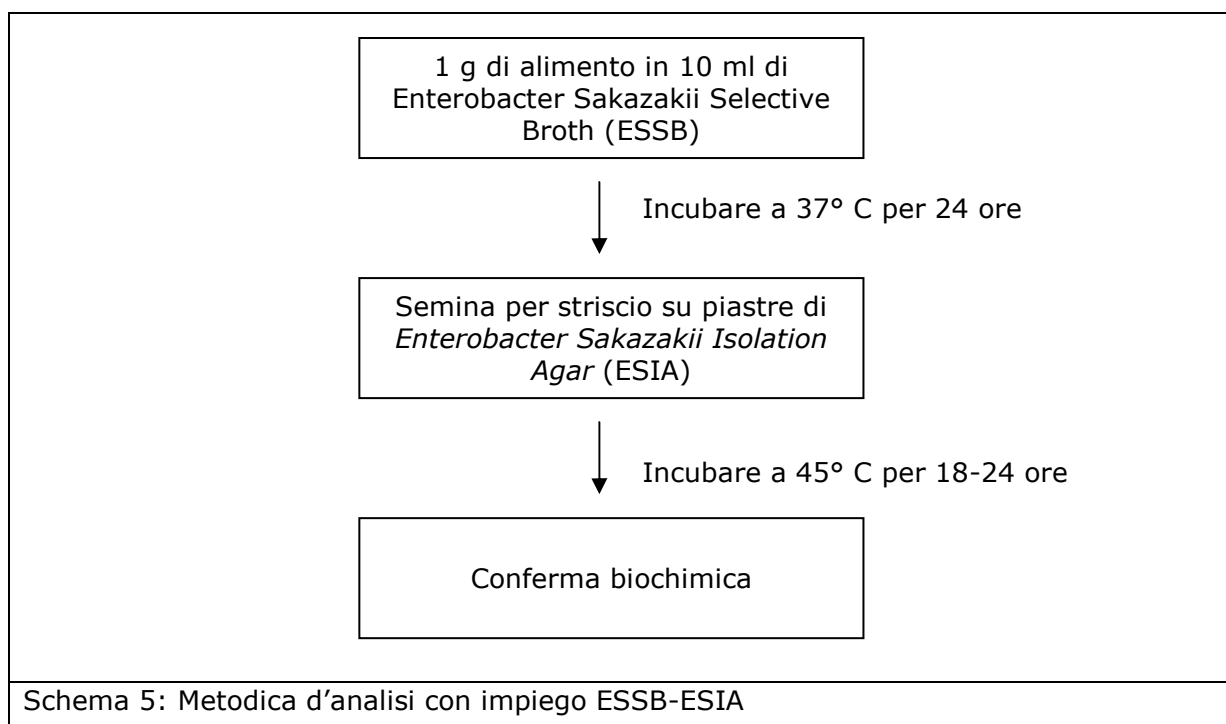 1 g di alimento in 10 ml di
Enterobacter Sakazakii Selective
Broth (ESSB)
Incubare a 37° C per 24 ore
Semina per striscio su piastre di
Enterobacter Sakazakii Isolation
Agar (ESIA)
Incubare a 45° C per 18-24 ore
Conferma biochimica
Schema 5: Metodica d’analisi con impiego ESSB-ESIA